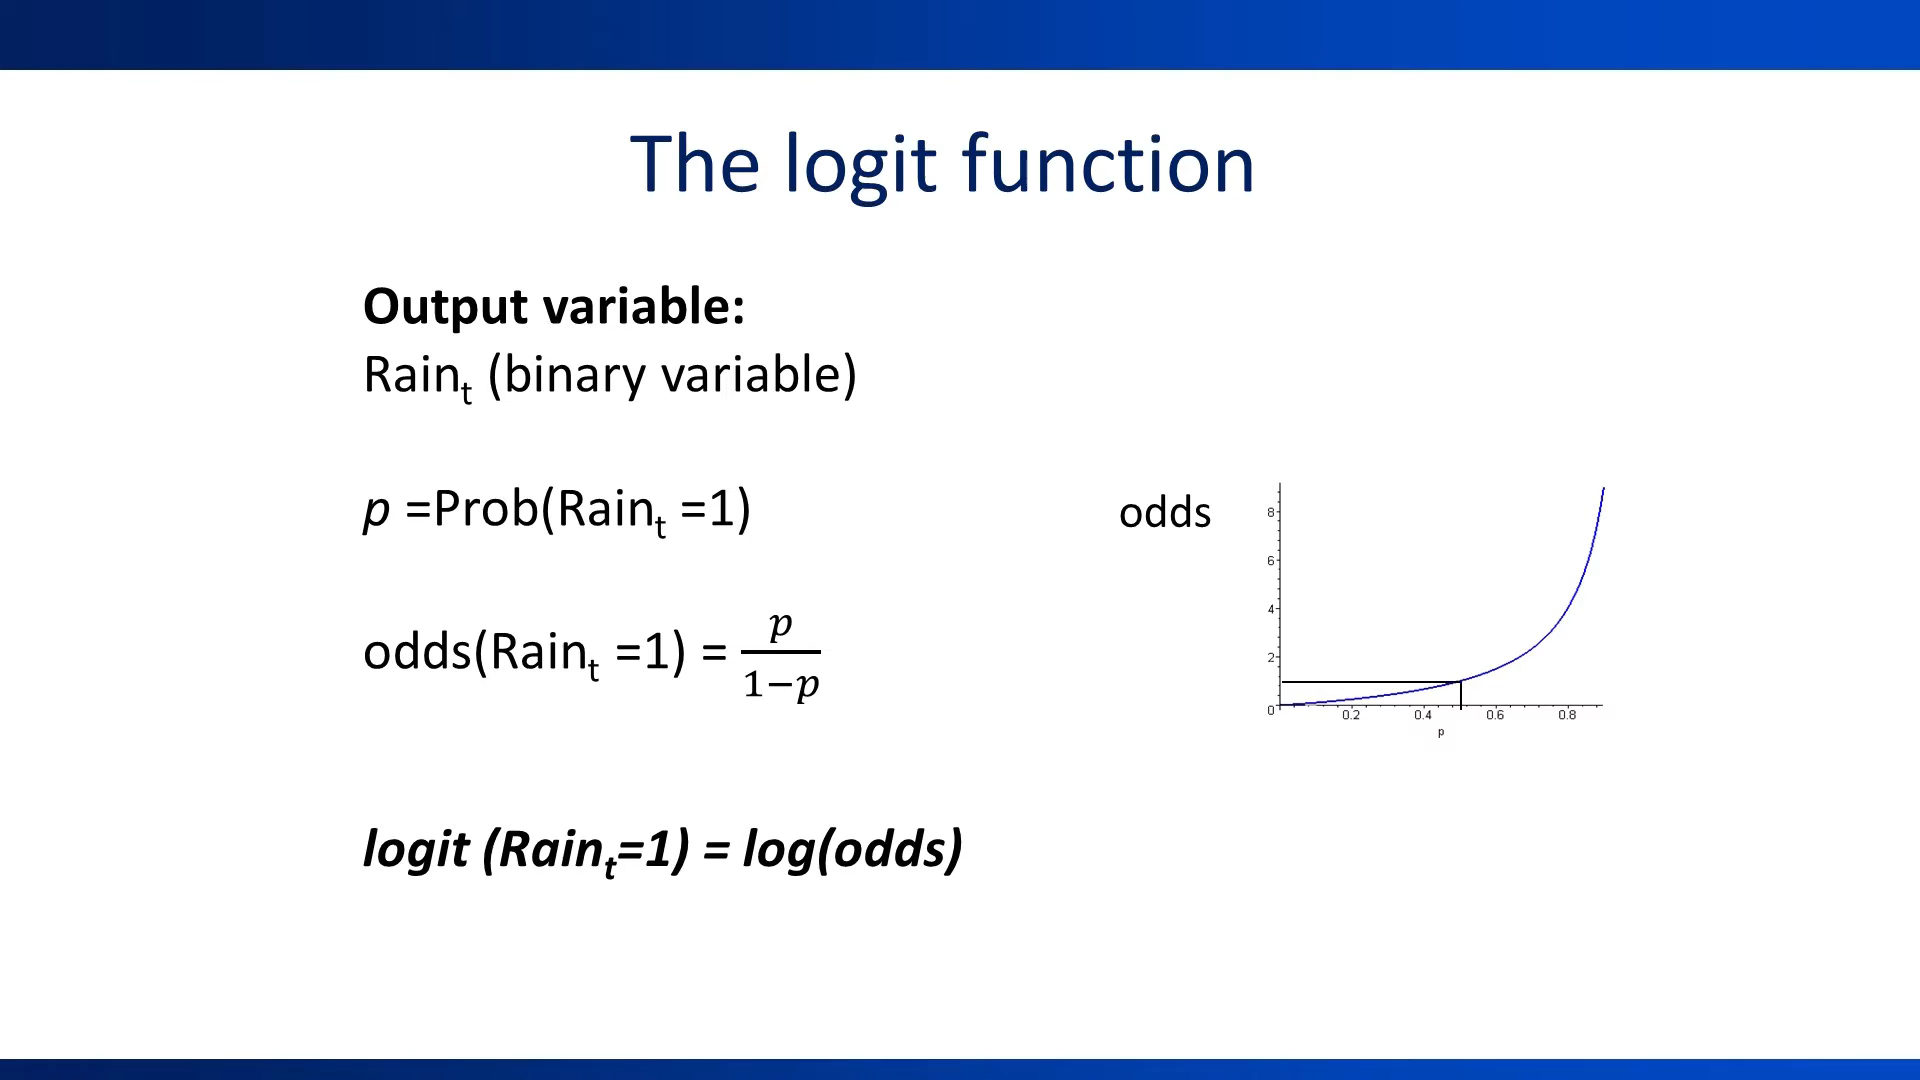 The logit function
Output variable:
Rainₜ (binary variable)
p =Prob(Rainₜ =1)
odds(Rainₜ =1) = p/1−p
logit (Rainₜ=1) = log(odds)
odds
8
6
4
2
0
0.2 0.4 0.6 0.8
p